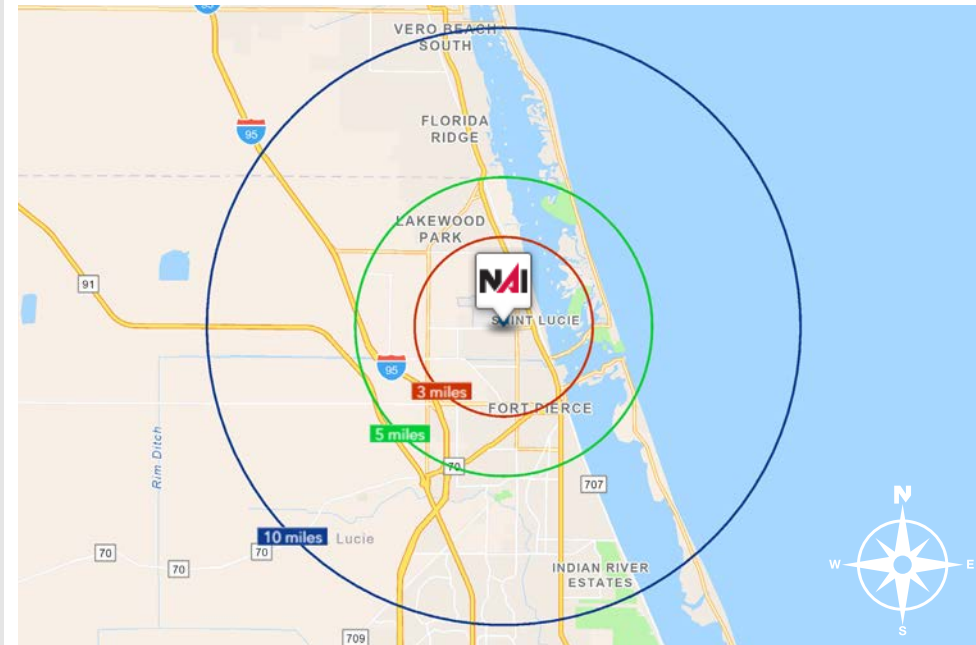 95
VERO BEACH
SOUTH
FLORIDA
RIDGE
95
LAKEWOOD
PARK
91
NAI
SAINT LUCIE
95
3 miles
FORT PIERCE
5 miles
Rim Ditch
70
707
N
10 miles
Lucie
70
70
70
W
E
INDIAN RIVER
ESTATES
S
709